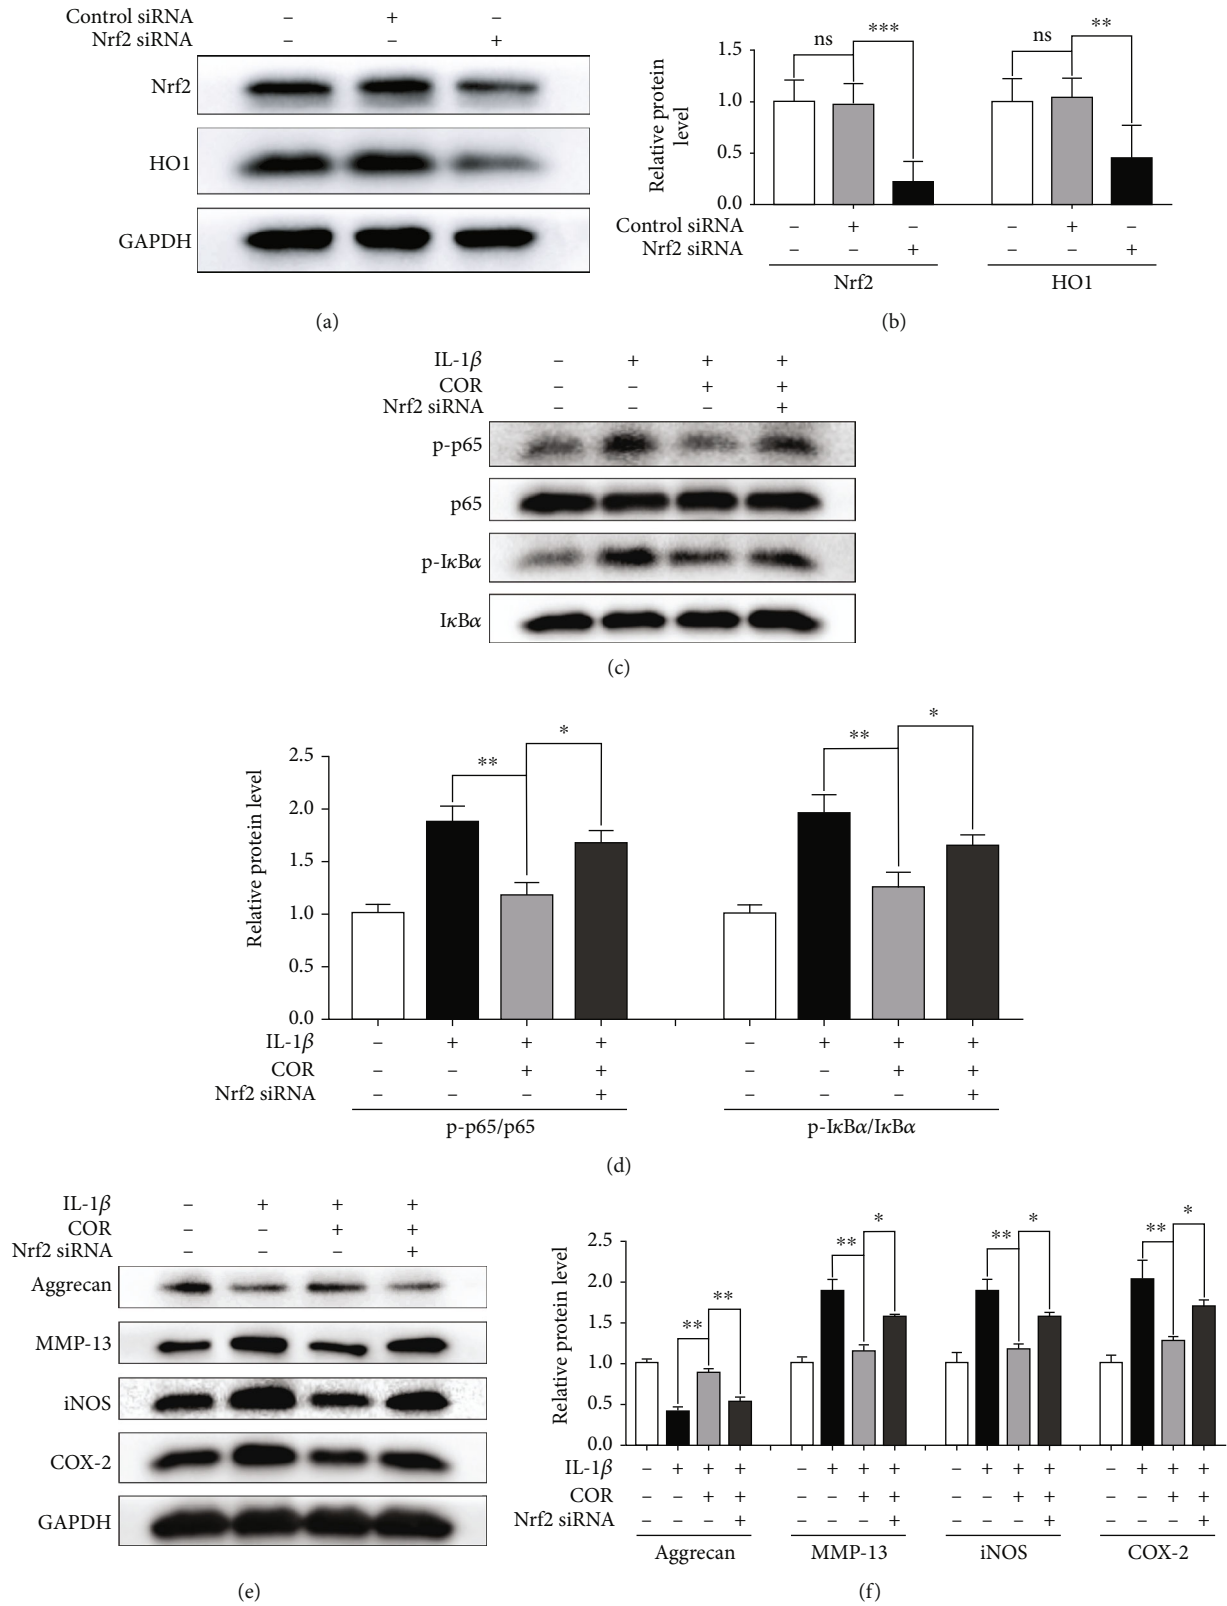 Control siRNA – + –
Nrf2 siRNA – – +
Nrf2
HO1
GAPDH
(a)
ns *** ns **
Relative protein
level
1.5
1.0
0.5
0.0
Control siRNA – + – – + –
Nrf2 siRNA – – + – – +
Nrf2 HO1
(b)
IL-1β – + + +
COR – – + +
Nrf2 siRNA – – – +
p-p65
p65
p-IκBα
IκBα
(c)
** * ** *
Relative protein level
2.5
2.0
1.5
1.0
0.5
0.0
IL-1β – + + + – + + +
COR – – + + – – + +
Nrf2 siRNA – – – + – – – +
p-p65/p65 p-IκBα/IκBα
(d)
IL-1β – + + +
COR – – + +
Nrf2 siRNA – – – +
Aggrecan
MMP-13
iNOS
COX-2
GAPDH
(e)
** ** ** * ** * ** *
Relative protein level
2.5
2.0
1.5
1.0
0.5
0.0
IL-1β – + + + – + + + – + + + – + + +
COR – – + + – – + + – – + + – – + +
Nrf2 siRNA – – – + – – – + – – – + – – – +
Aggrecan MMP-13 iNOS COX-2
(f)